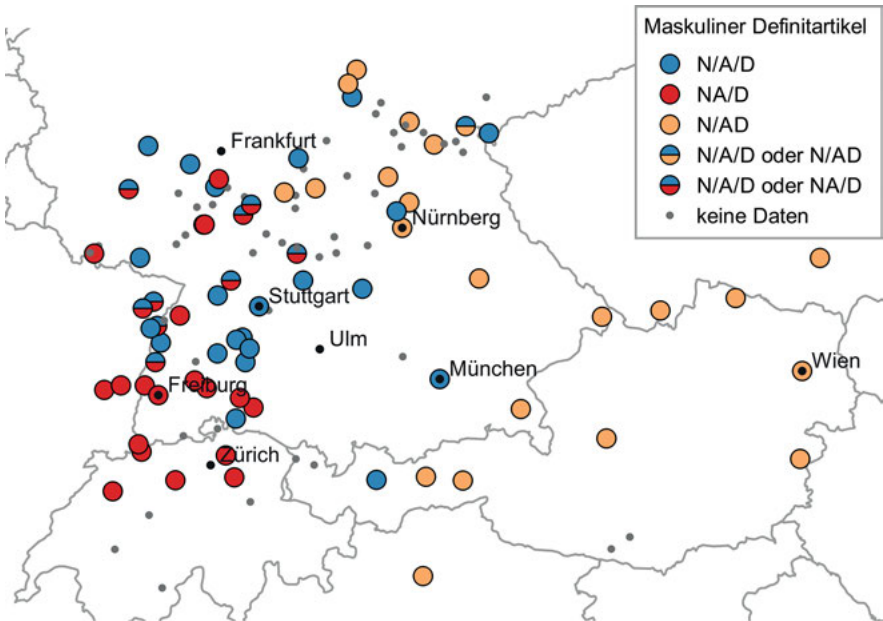 Maskuliner Definitartikel
N/A/D
NA/D
N/AD
N/A/D oder N/AD
N/A/D oder NA/D
keine Daten
Frankfurt
Nürnberg
Stuttgart
Ulm
München
Wien
Freiburg
Zürich